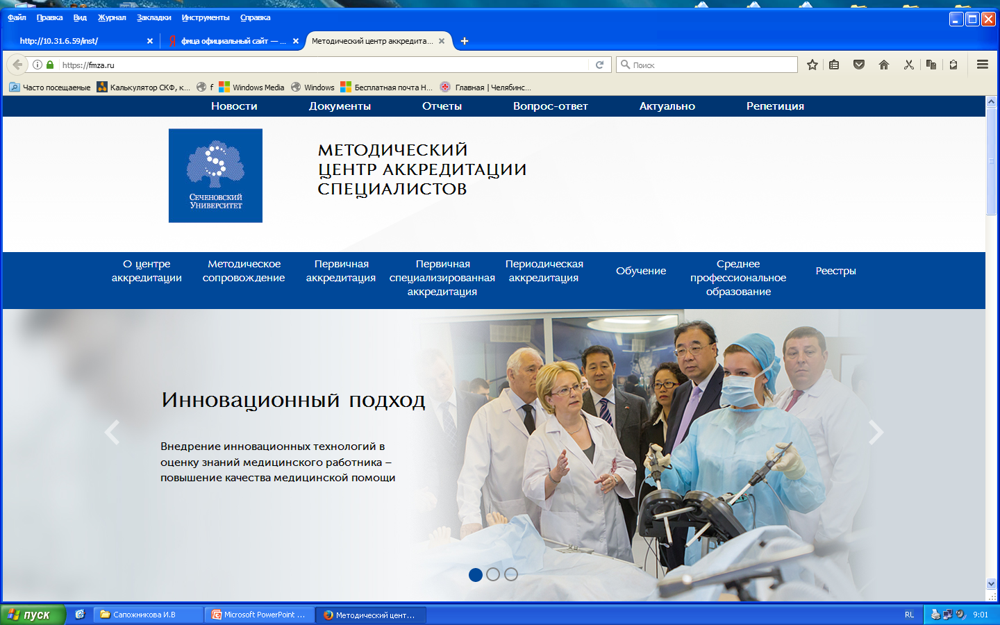 Файл Правка Вид Журнал Закладки Инструменты Справка
http://10.31.6.59/inst/ фмца официальный сайт — ... Методический центр аккредита...
https://fmza.ru Поиск
Часто посещаемые Калькулятор СКФ, к... f Windows Media Windows Бесплатная почта H... Главная | Челябинс...
Новости Документы Отчеты Вопрос-ответ Актуально Репетиция
МЕТОДИЧЕСКИЙ
ЦЕНТР АККРЕДИТАЦИИ
СПЕЦИАЛИСТОВ
S
СЕЧЕНОВСКИЙ
УНИВЕРСИТЕТ
О центре
аккредитации
Методическое
сопровождение
Первичная
аккредитация
Первичная
специализированная
аккредитация
Периодическая
аккредитация
Обучение
Среднее
профессиональное
образование
Реестры
Инновационный подход
Внедрение инновационных технологий в
оценку знаний медицинского работника –
повышение качества медицинской помощи
пуск Сапожникова И.В Microsoft PowerPoint ... Методический цент... RL 9:01